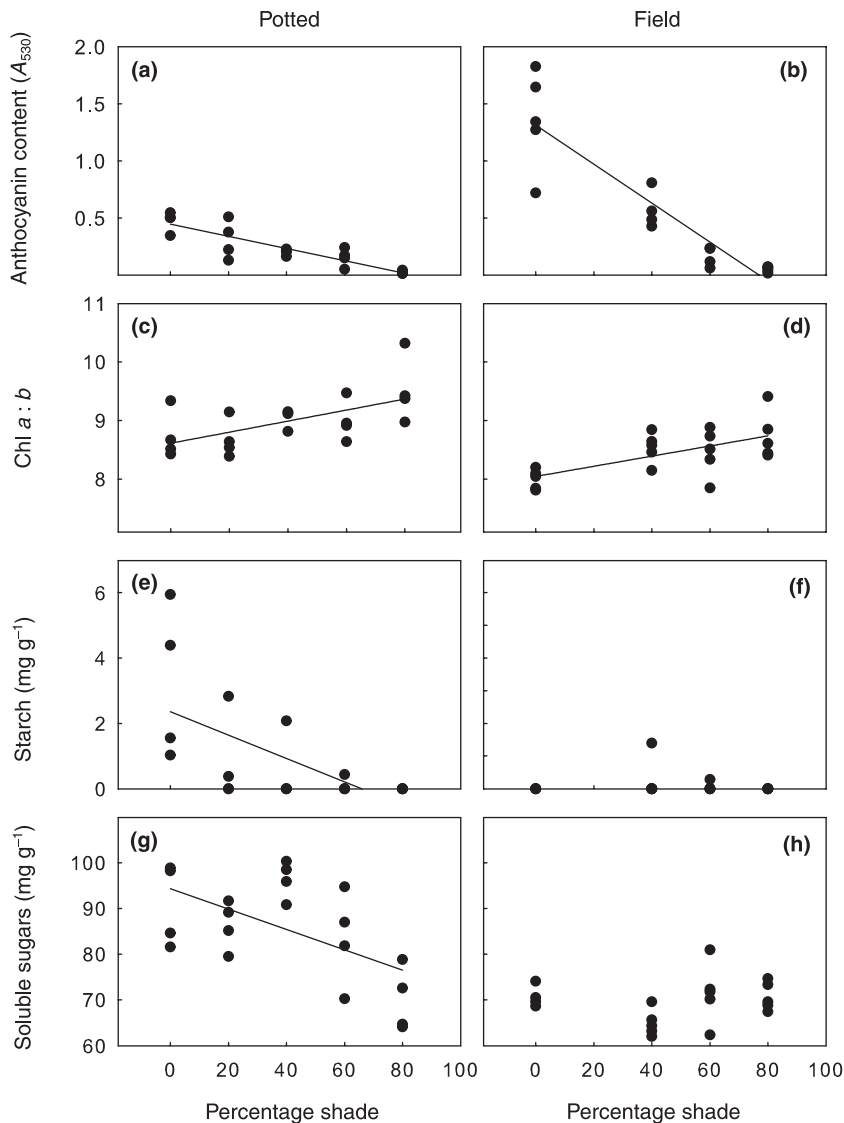 Potted Field
Anthocyanin content (A530)
2.0
1.5
1.0
0.5
(a)
(b)
Chl a : b
11
10
9
8
(c)
(d)
Starch (mg g–1)
6
4
2
0
(e)
(f)
Soluble sugars (mg g–1)
100
90
80
70
60
(g)
(h)
0 20 40 60 80 100 0 20 40 60 80 100
Percentage shade Percentage shade